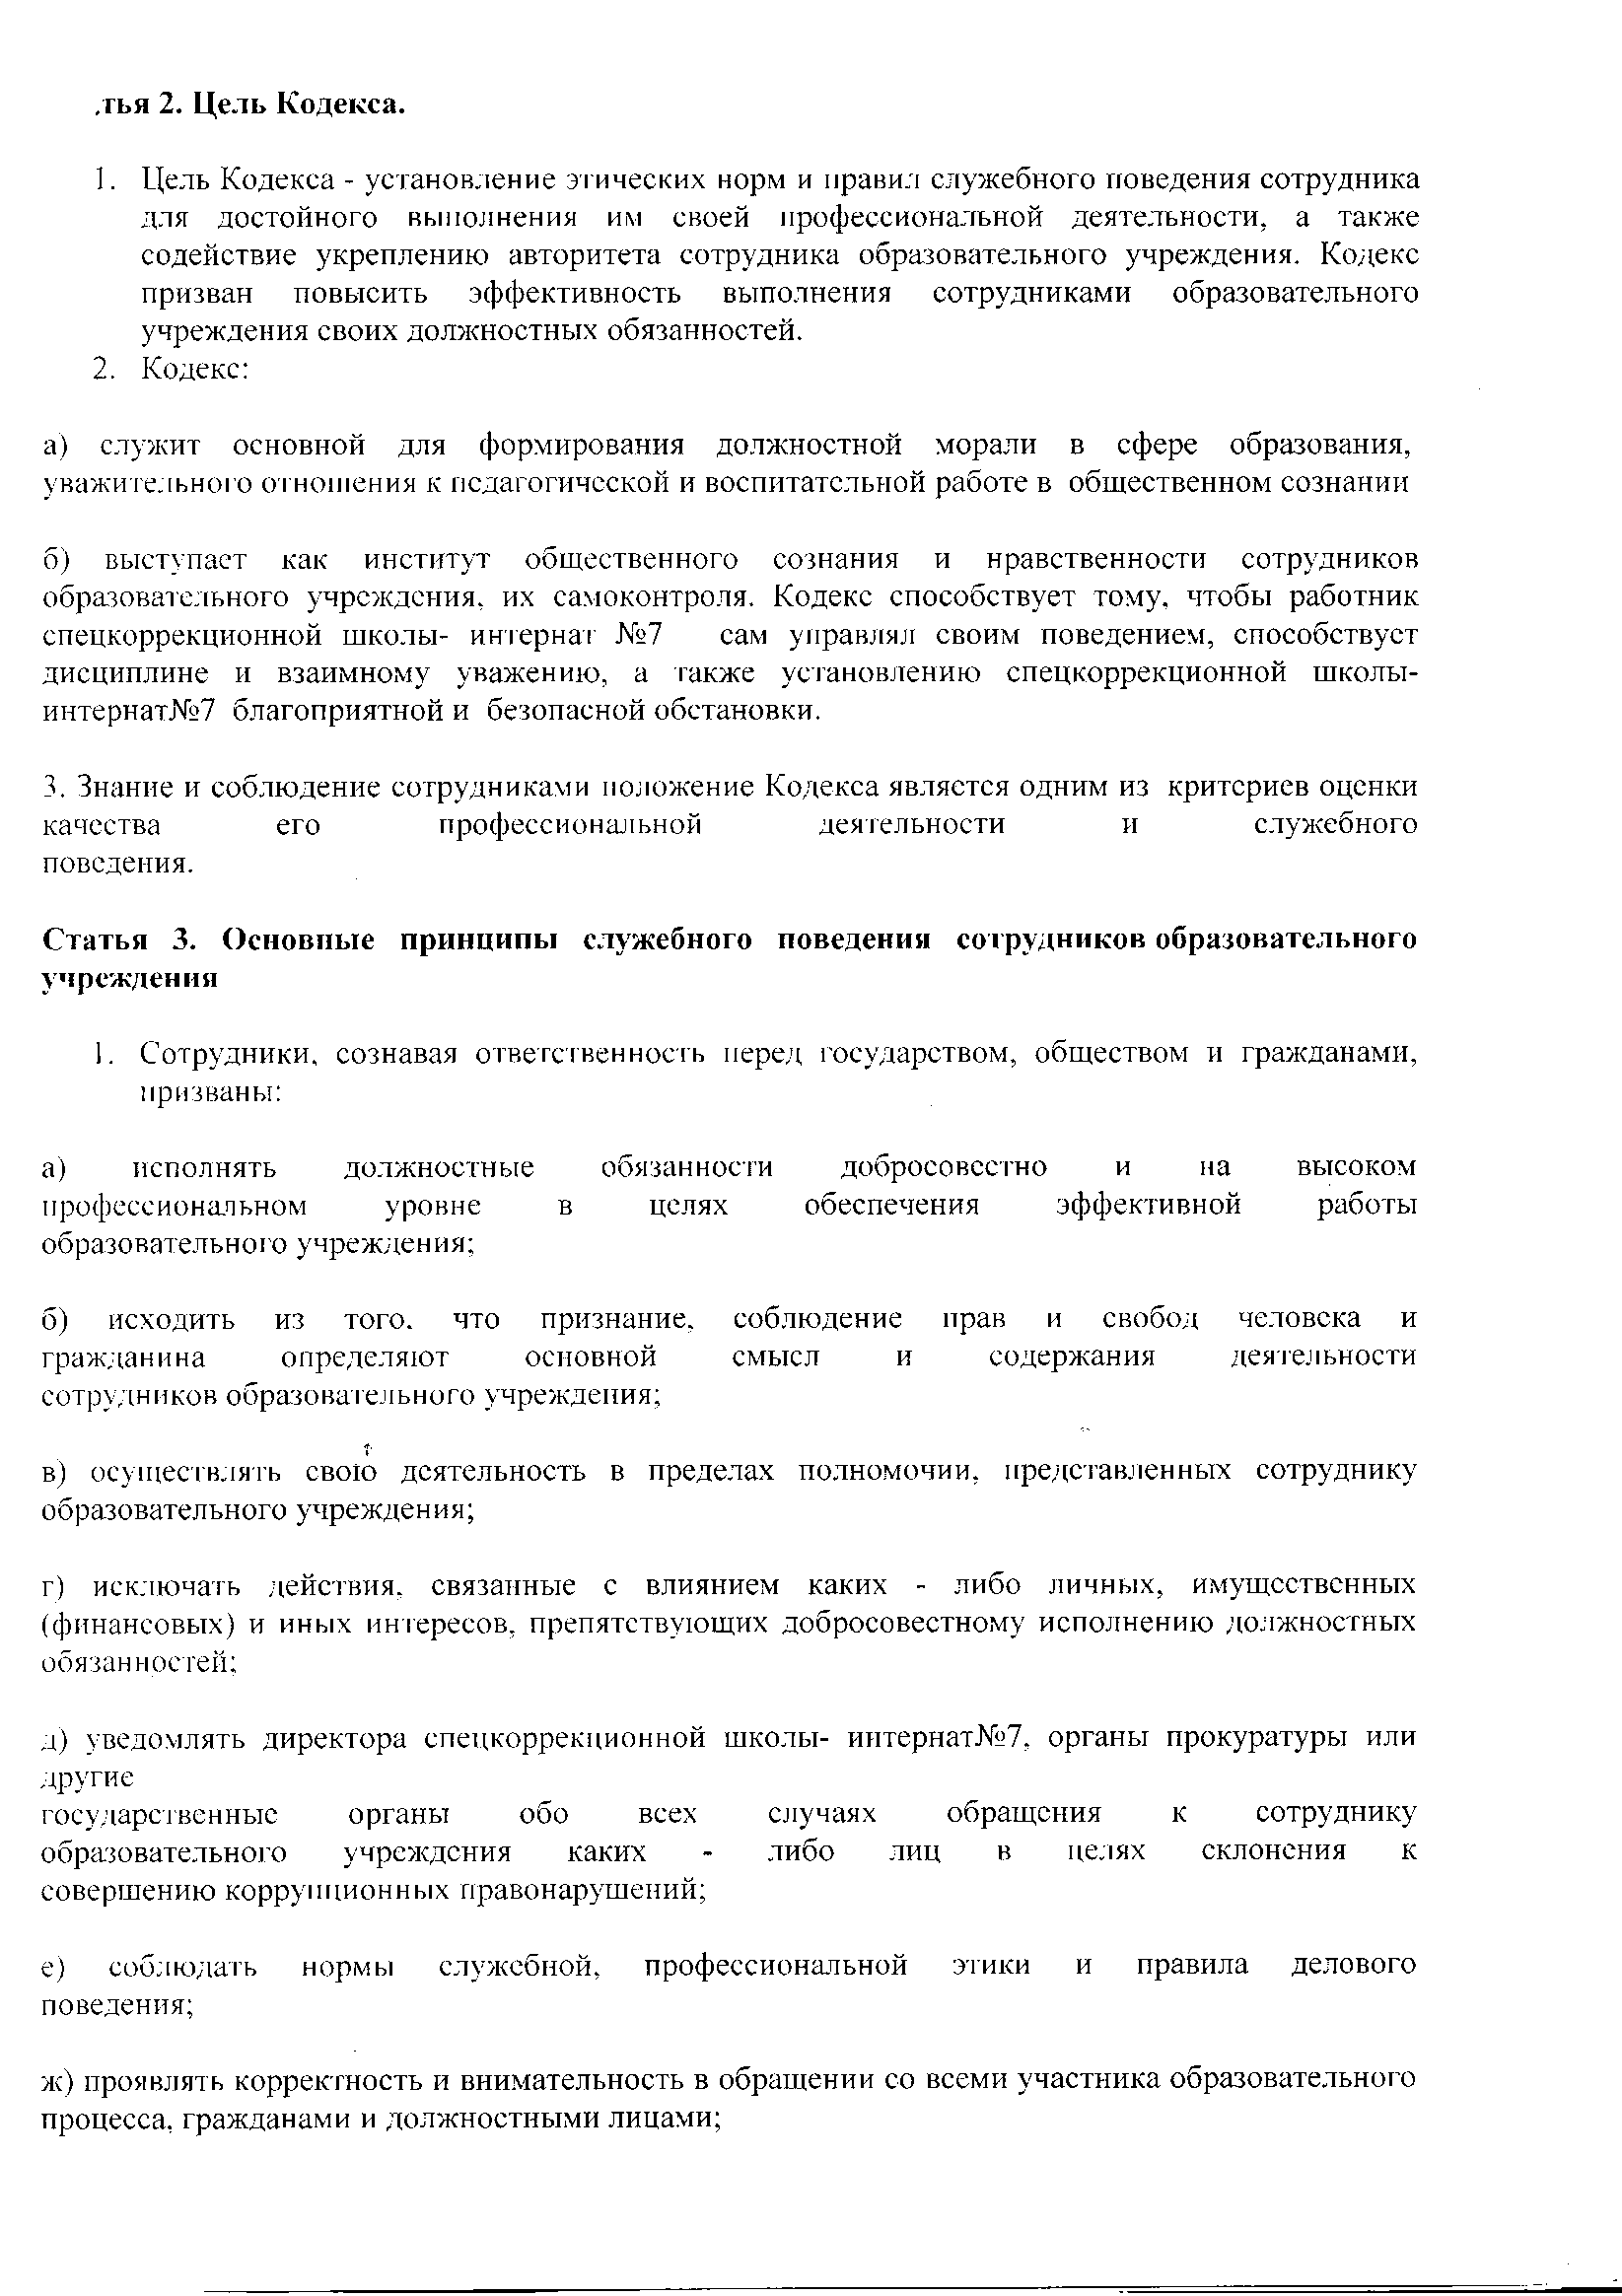 тья 2. Цель Кодекса.
1. Цель Кодекса - установление этических норм и правил служебного поведения сотрудника
для достойного выполнения им своей профессиональной деятельности, а также
содействие укреплению авторитета сотрудника образовательного учреждения. Кодекс
призван повысить эффективность выполнения сотрудниками образовательного
учреждения своих должностных обязанностей.
2. Кодекс:
а) служит основной для формирования должностной морали в сфере образования,
уважительного отношения к педагогической и воспитательной работе в общественном сознании
б) выступает как институт общественного сознания и нравственности сотрудников
образовательного учреждения, их самоконтроля. Кодекс способствует тому, чтобы работник
спецкоррекционной школы- интернат №7 сам управлял своим поведением, способствует
дисциплине и взаимному уважению, а также установлению спецкоррекционной школы-
интернат№7 благоприятной и безопасной обстановки.
3. Знание и соблюдение сотрудниками положение Кодекса является одним из критериев оценки
качества его профессиональной деятельности и служебного
поведения.
Статья 3. Основные принципы служебного поведения сотрудников образовательного
учреждения
1. Сотрудники, сознавая ответственность перед государством, обществом и гражданами,
призваны:
а) исполнять должностные обязанности добросовестно и на высоком
профессиональном уровне в целях обеспечения эффективной работы
образовательного учреждения;
б) исходить из того, что признание, соблюдение прав и свобод человека и
гражданина определяют основной смысл и содержания деятельности
сотрудников образовательного учреждения;
в) осуществлять свою деятельность в пределах полномочии, представленных сотруднику
образовательного учреждения;
г) исключать действия, связанные с влиянием каких - либо личных, имущественных
(финансовых) и иных интересов, препятствующих добросовестному исполнению должностных
обязанностей;
д) уведомлять директора спецкоррекционной школы- интернат№7, органы прокуратуры или
другие
государственные органы обо всех случаях обращения к сотруднику
образовательного учреждения каких - либо лиц в целях склонения к
совершению коррупционных правонарушений;
е) соблюдать нормы служебной, профессиональной этики и правила делового
поведения;
ж) проявлять корректность и внимательность в обращении со всеми участника образовательного
процесса, гражданами и должностными лицами;